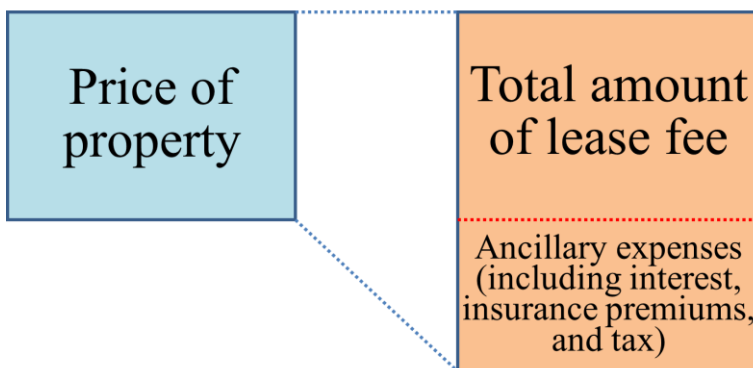 Price of
property
Total amount
of lease fee
Ancillary expenses
(including interest,
insurance premiums,
and tax)